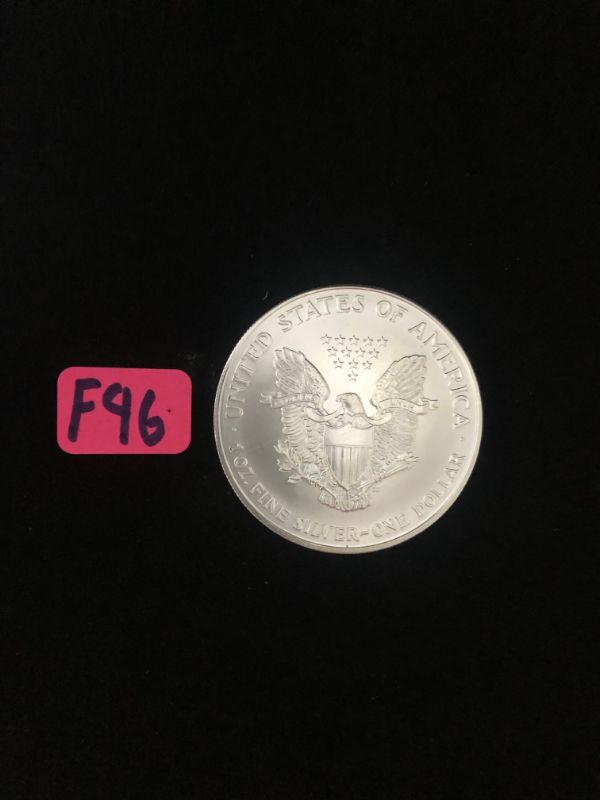 F96
UNITED STATES OF AMERICA
1 OZ. FINE SILVER~ONE DOLLAR